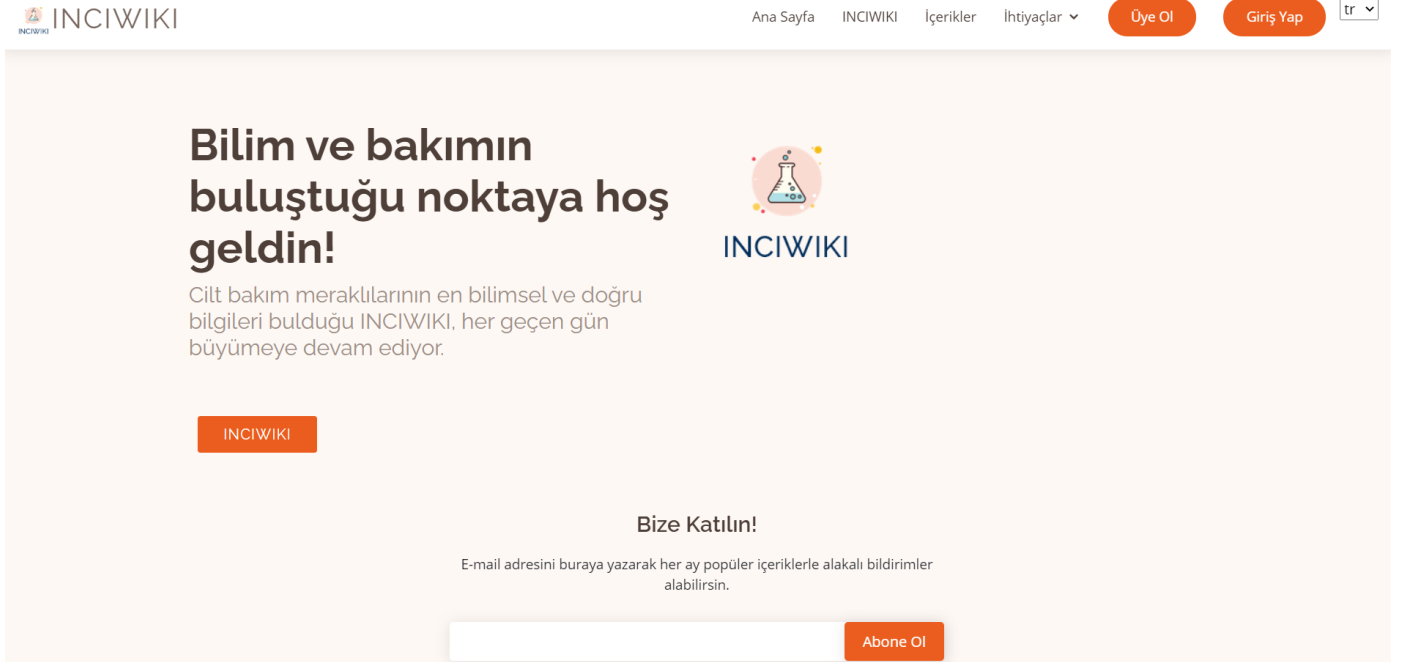 INCIWIKI
INCIWIKI
Ana Sayfa
INCIWIKI
İçerikler
İhtiyaçlar
Üye Ol
Giriş Yap
tr
Bilim ve bakımın
buluştuğu noktaya hoş
geldin!
INCIWIKI
Cilt bakım meraklılarının en bilimsel ve doğru
bilgileri bulduğu INCIWIKI, her geçen gün
büyümeye devam ediyor.
INCIWIKI
Bize Katılın!
E-mail adresini buraya yazarak her ay popüler içeriklerle alakalı bildirimler
alabilirsin.
Abone Ol